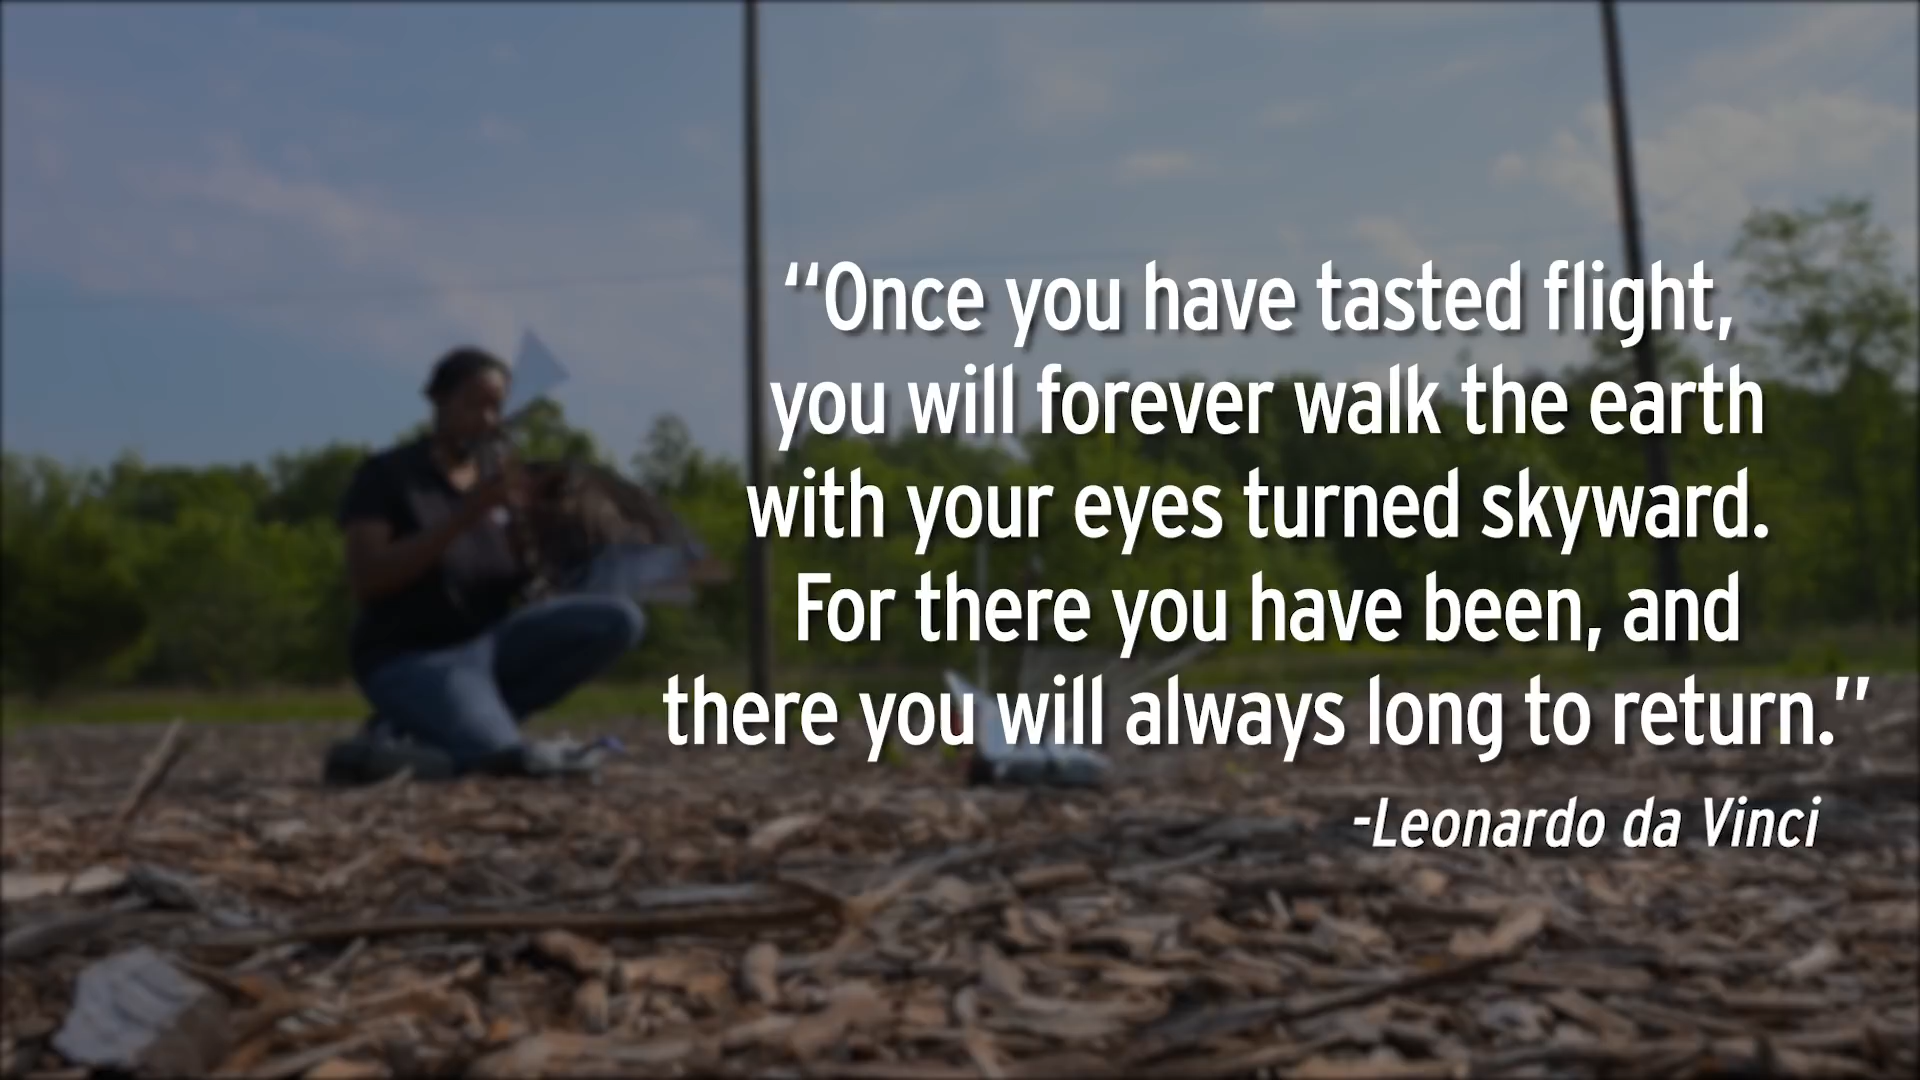 “Once you have tasted flight,
you will forever walk the earth
with your eyes turned skyward.
For there you have been, and
there you will always long to return.”
-Leonardo da Vinci